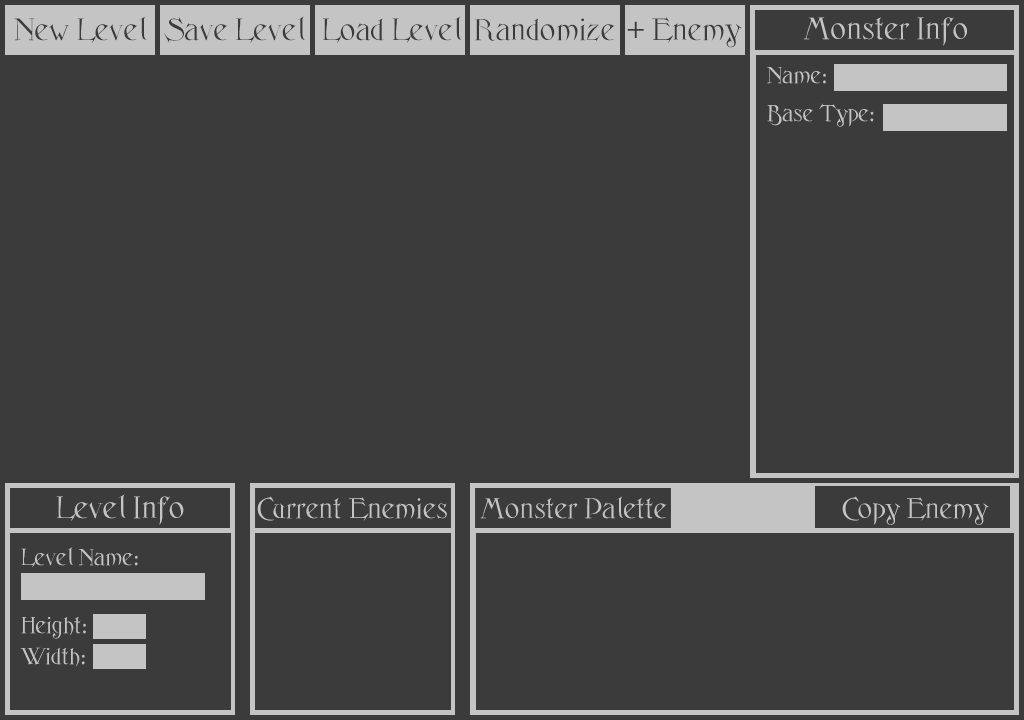 New Level
Save Level
Load Level
Randomize
+ Enemy
Monster Info
Name:
Base Type:
Level Info
Level Name:
Height:
Width:
Current Enemies
Monster Palette
Copy Enemy